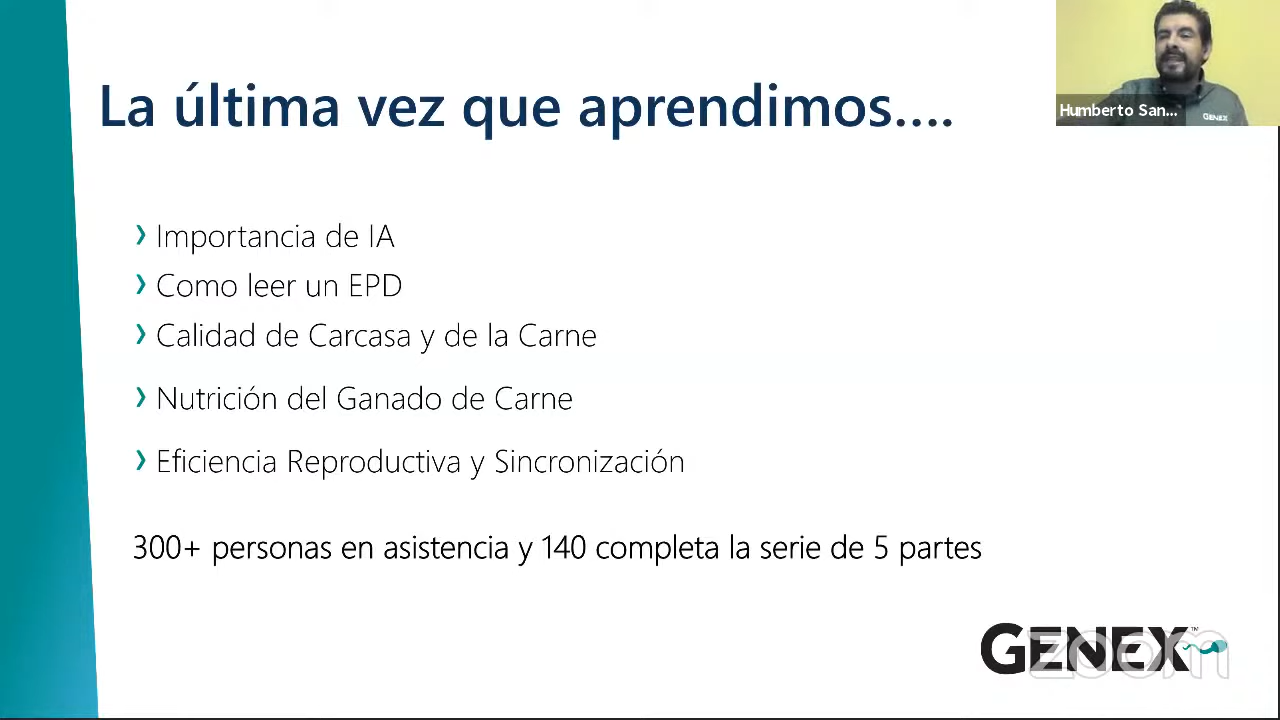 La última vez que aprendimos....
Humberto San...
GENEX
› Importancia de IA
› Como leer un EPD
› Calidad de Carcasa y de la Carne
› Nutrición del Ganado de Carne
› Eficiencia Reproductiva y Sincronización
300+ personas en asistencia y 140 completa la serie de 5 partes
GENEX™
zoom